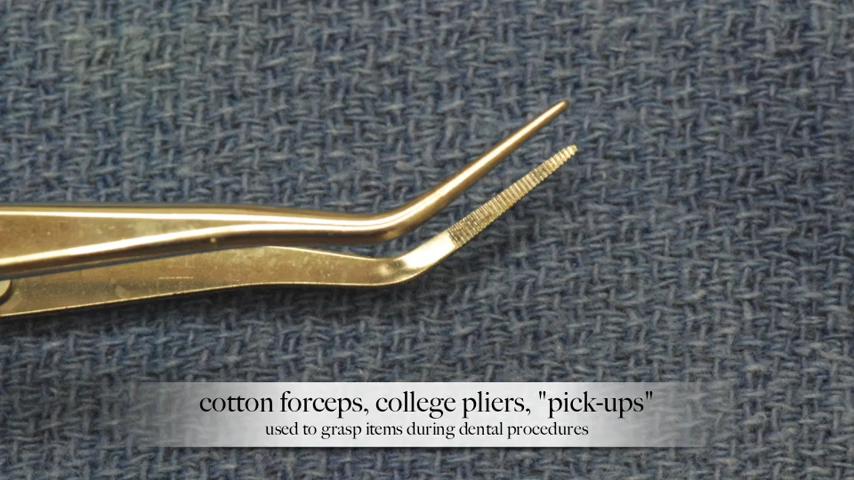 cotton forceps, college pliers, "pick-ups"
used to grasp items during dental procedures